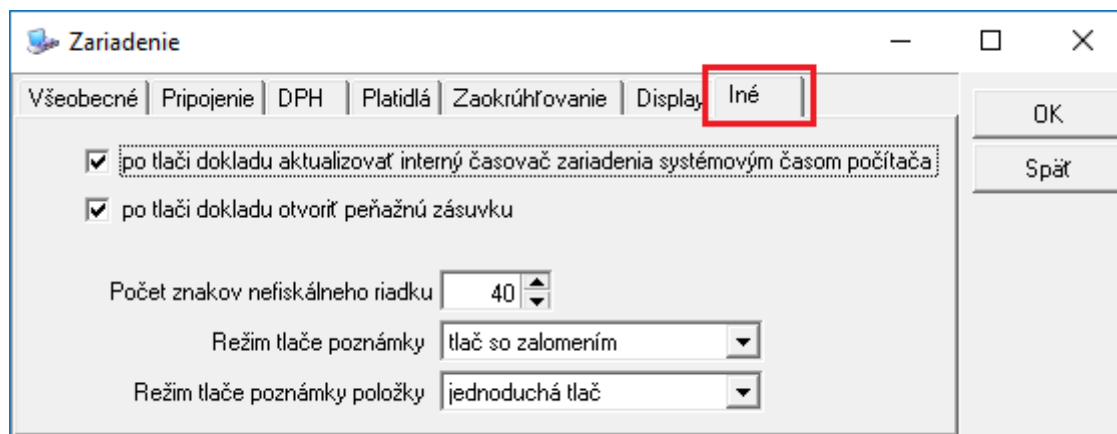 Zariadenie
Všeobecné Pripojenie DPH Platidlá Zaokrúhľovanie Display Iné
OK
po tlači dokladu aktualizovať interný časovač zariadenia systémovým časom počítača
Späť
po tlači dokladu otvoriť peňažnú zásuvku
Počet znakov nefiskálneho riadku 40
Režim tlače poznámky tlač so zalomením
Režim tlače poznámky položky jednoduchá tlač